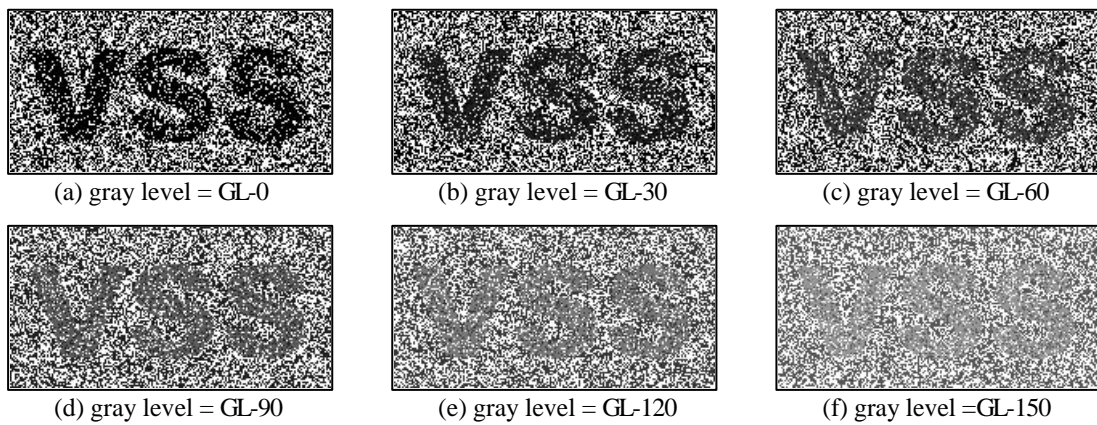 VSS VSS VSS
(a) gray level = GL-0 (b) gray level = GL-30 (c) gray level = GL-60
VSS VSS VSS
(d) gray level = GL-90 (e) gray level = GL-120 (f) gray level =GL-150